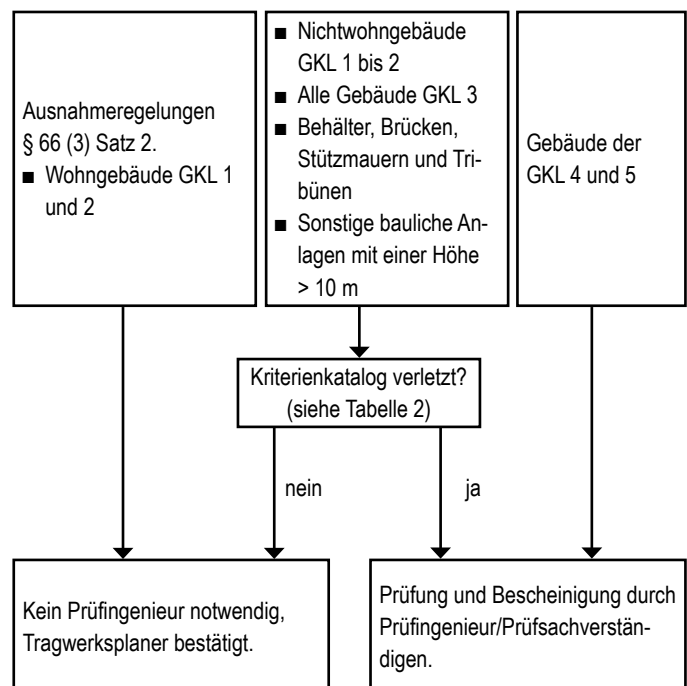 Ausnahmeregelungen
§ 66 (3) Satz 2.
■ Wohngebäude GKL 1
und 2
■ Nichtwohngebäude
GKL 1 bis 2
■ Alle Gebäude GKL 3
■ Behälter, Brücken,
Stützmauern und Tri-
bünen
■ Sonstige bauliche An-
lagen mit einer Höhe
> 10 m
Gebäude der
GKL 4 und 5
Kriterienkatalog verletzt?
(siehe Tabelle 2)
nein
ja
Kein Prüfingenieur notwendig,
Tragwerksplaner bestätigt.
Prüfung und Bescheinigung durch
Prüfingenieur/Prüfsachverstän-
digen.